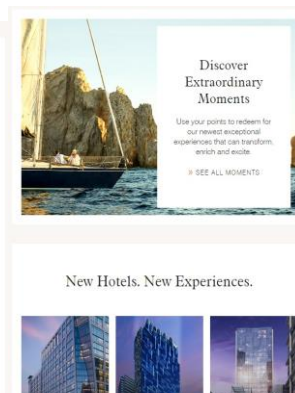 Discover
Extraordinary
Moments
Use your points to redeem for
our newest exceptional
experiences that can transform,
enrich and excite.
» SEE ALL MOMENTS
New Hotels. New Experiences.